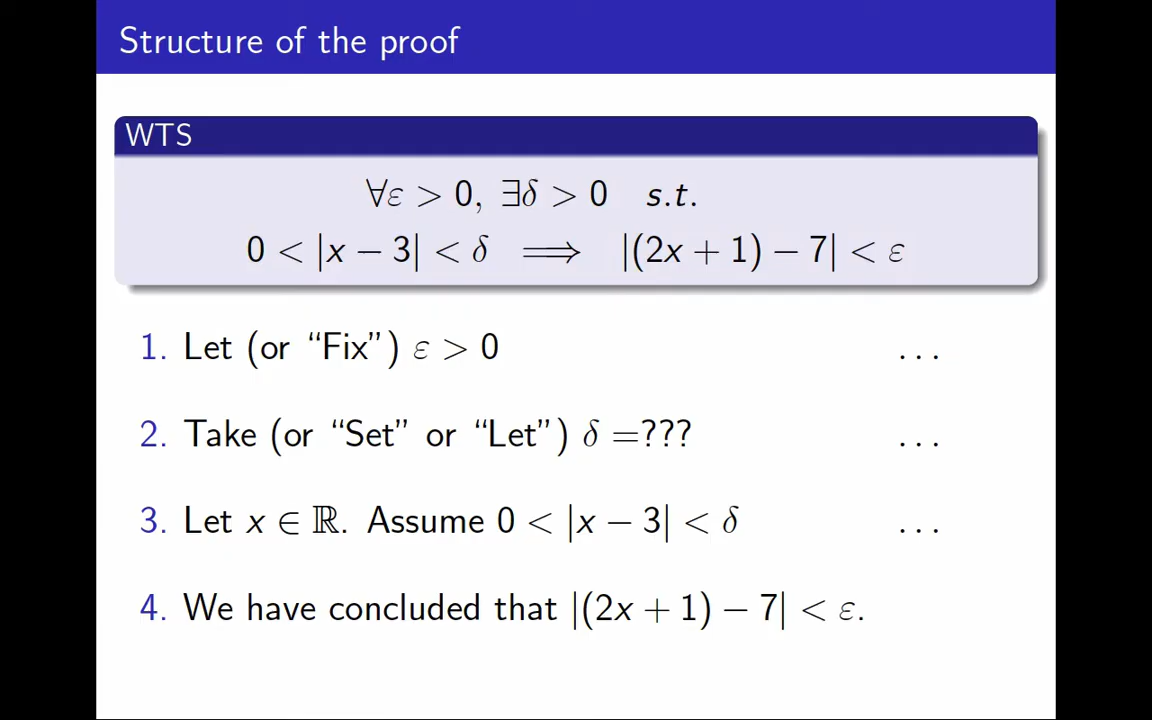 Structure of the proof
WTS
∀ε > 0, ∃δ > 0 s.t.
0 < |x − 3| < δ ⟹ |(2x + 1) − 7| < ε
1. Let (or “Fix”) ε > 0 ...
2. Take (or “Set” or “Let”) δ =??? ...
3. Let x ∈ ℝ. Assume 0 < |x − 3| < δ ...
4. We have concluded that |(2x + 1) − 7| < ε.